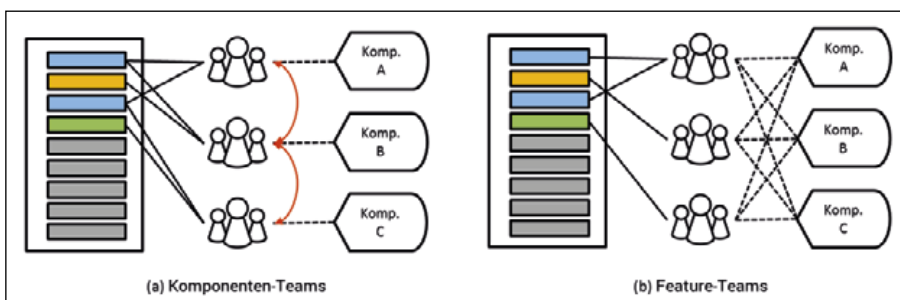 Komp.
A
Komp.
B
Komp.
C
(a) Komponenten-Teams
Komp.
A
Komp.
B
Komp.
C
(b) Feature-Teams